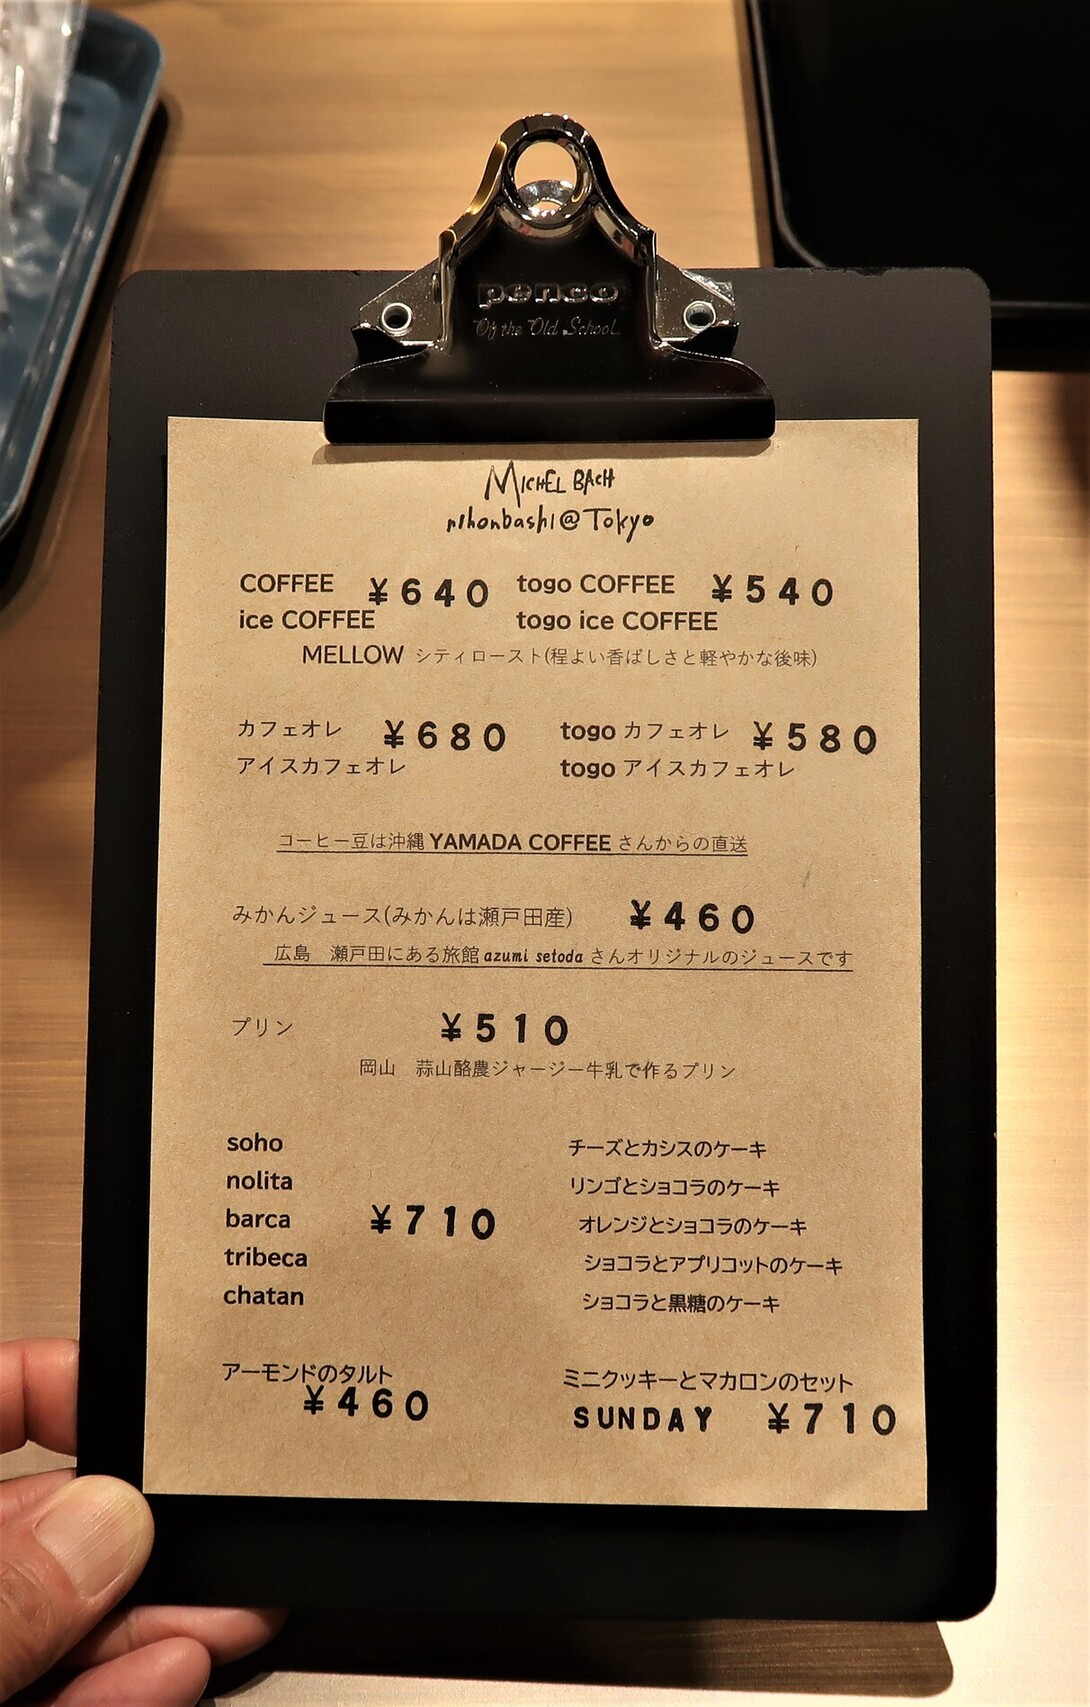 penco
Of the Old School
MICHEL BACH
nihonbashi@Tokyo
COFFEE ¥640 togo COFFEE ¥540
ice COFFEE togo ice COFFEE
MELLOW シティロースト(程よい香ばしさと軽やかな後味)
カフェオレ ¥680 togo カフェオレ ¥580
アイスカフェオレ togo アイスカフェオレ
コーヒー豆は沖縄 YAMADA COFFEE さんからの直送
みかんジュース(みかんは瀬戸田産) ¥460
広島 瀬戸田にある旅館 azumi setoda さんオリジナルのジュースです
プリン ¥510
岡山 蒜山酪農ジャージー牛乳で作るプリン
soho チーズとカシスのケーキ
nolita リンゴとショコラのケーキ
barca ¥710 オレンジとショコラのケーキ
tribeca ショコラとアプリコットのケーキ
chatan ショコラと黒糖のケーキ
アーモンドのタルト ミニクッキーとマカロンのセット
¥460 SUNDAY ¥710